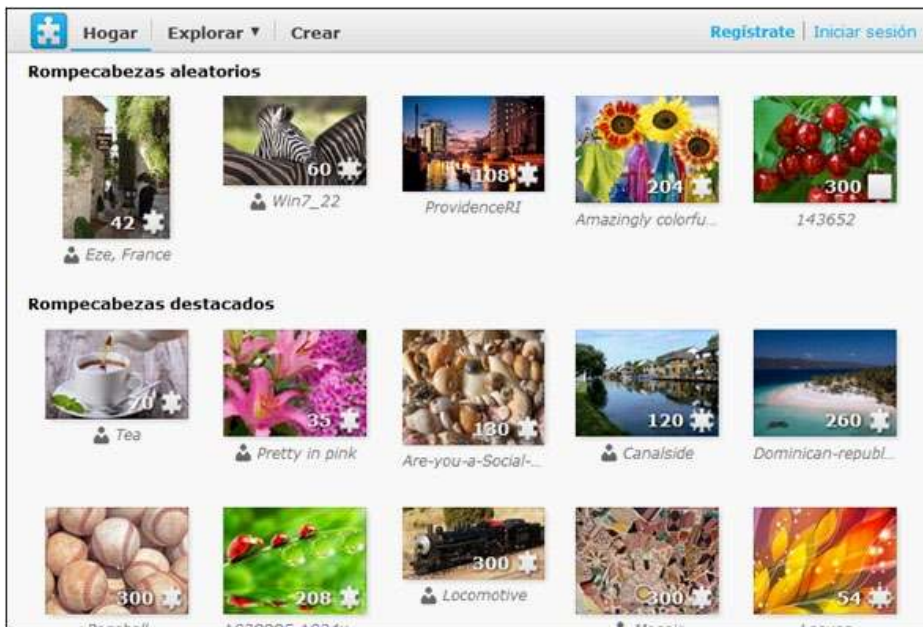 Hogar Explorar ▼ Crear Regístrate Iniciar sesión
Rompecabezas aleatorios
42 60 108 204 300
Eze, France Win7_22 ProvidenceRI Amazingly colorfu... 143652
Rompecabezas destacados
70 35 130 120 260
Tea Pretty in pink Are-you-a-Social-... Canalside Dominican-republ...
300 208 300 300 54
Locomotive